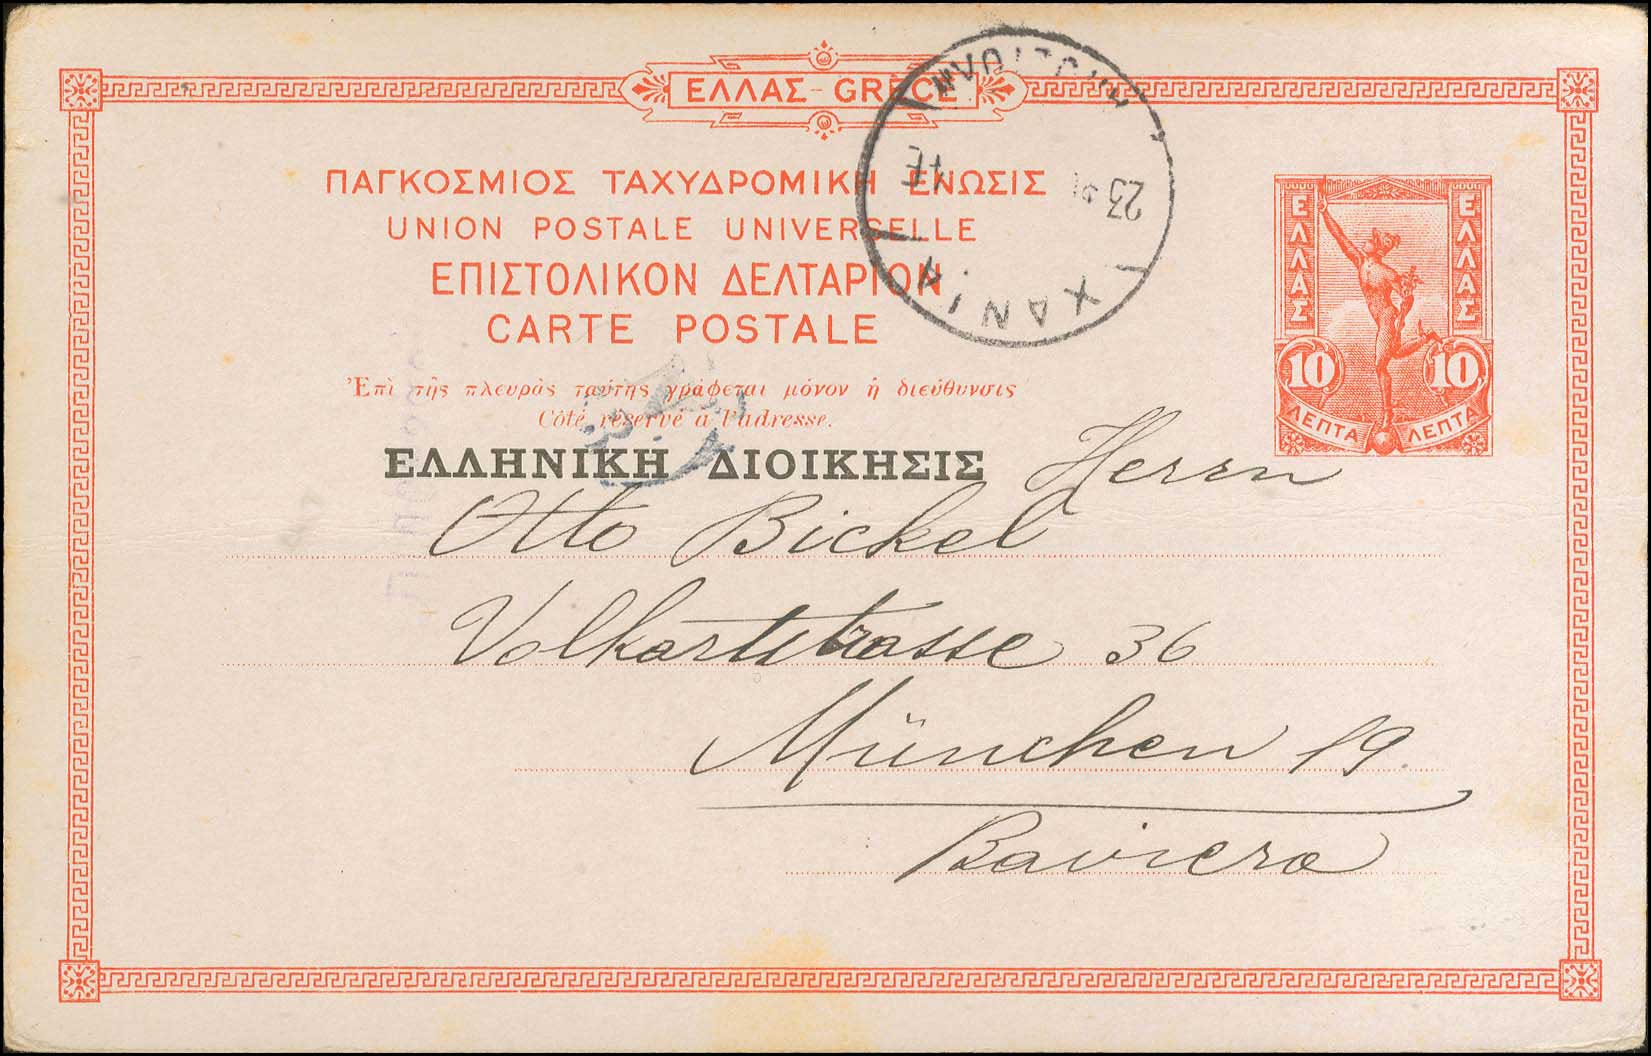 ΕΛΛΑΣ - GRÈCE
ΠΑΓΚΟΣΜΙΟΣ ΤΑΧΥΔΡΟΜΙΚΗ ΕΝΩΣΙΣ
UNION POSTALE UNIVERSELLE
ΕΠΙΣΤΟΛΙΚΟΝ ΔΕΛΤΑΡΙΟΝ
CARTE POSTALE
Ἐπὶ τῆς πλευρᾶς ταύτης γράφεται μόνον ἡ διεύθυνσις
Côté réservé à l'adresse.
ΕΛΛΗΝΙΚΗ ΔΙΟΙΚΗΣΙΣ
ΧΑΝΙΑ
23
ΕΛΛΑΣ
ΕΛΛΑΣ
10
10
ΛΕΠΤΑ
ΛΕΠΤΑ
Herrn
Otto Bickel
Volkartstrasse 36
München 19
Baviera